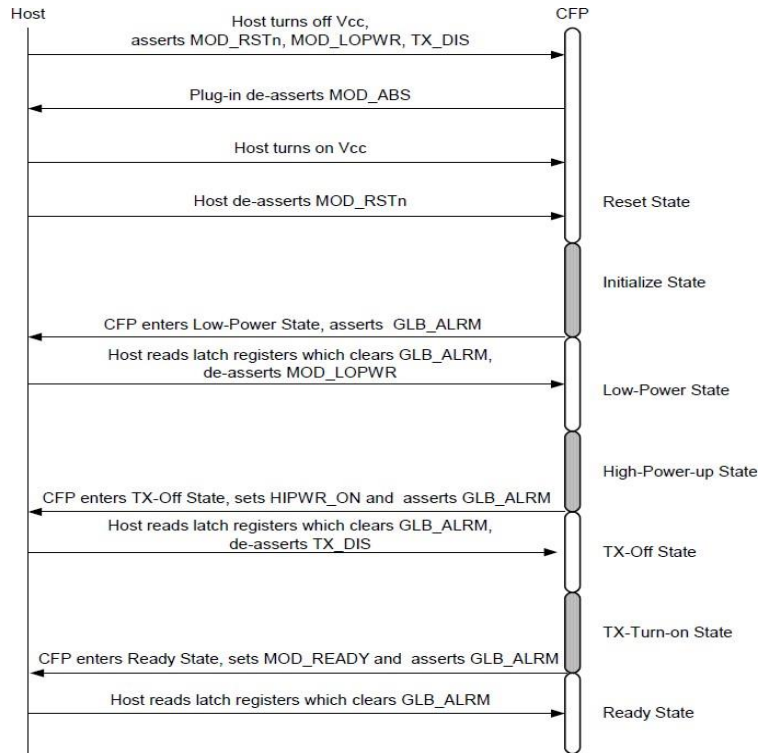 Host
CFP
Host turns off Vcc,
asserts MOD_RSTn, MOD_LOPWR, TX_DIS
Plug-in de-asserts MOD_ABS
Host turns on Vcc
Host de-asserts MOD_RSTn
Reset State
Initialize State
CFP enters Low-Power State, asserts GLB_ALRM
Host reads latch registers which clears GLB_ALRM,
de-asserts MOD_LOPWR
Low-Power State
High-Power-up State
CFP enters TX-Off State, sets HIPWR_ON and asserts GLB_ALRM
Host reads latch registers which clears GLB_ALRM,
de-asserts TX_DIS
TX-Off State
TX-Turn-on State
CFP enters Ready State, sets MOD_READY and asserts GLB_ALRM
Host reads latch registers which clears GLB_ALRM
Ready State